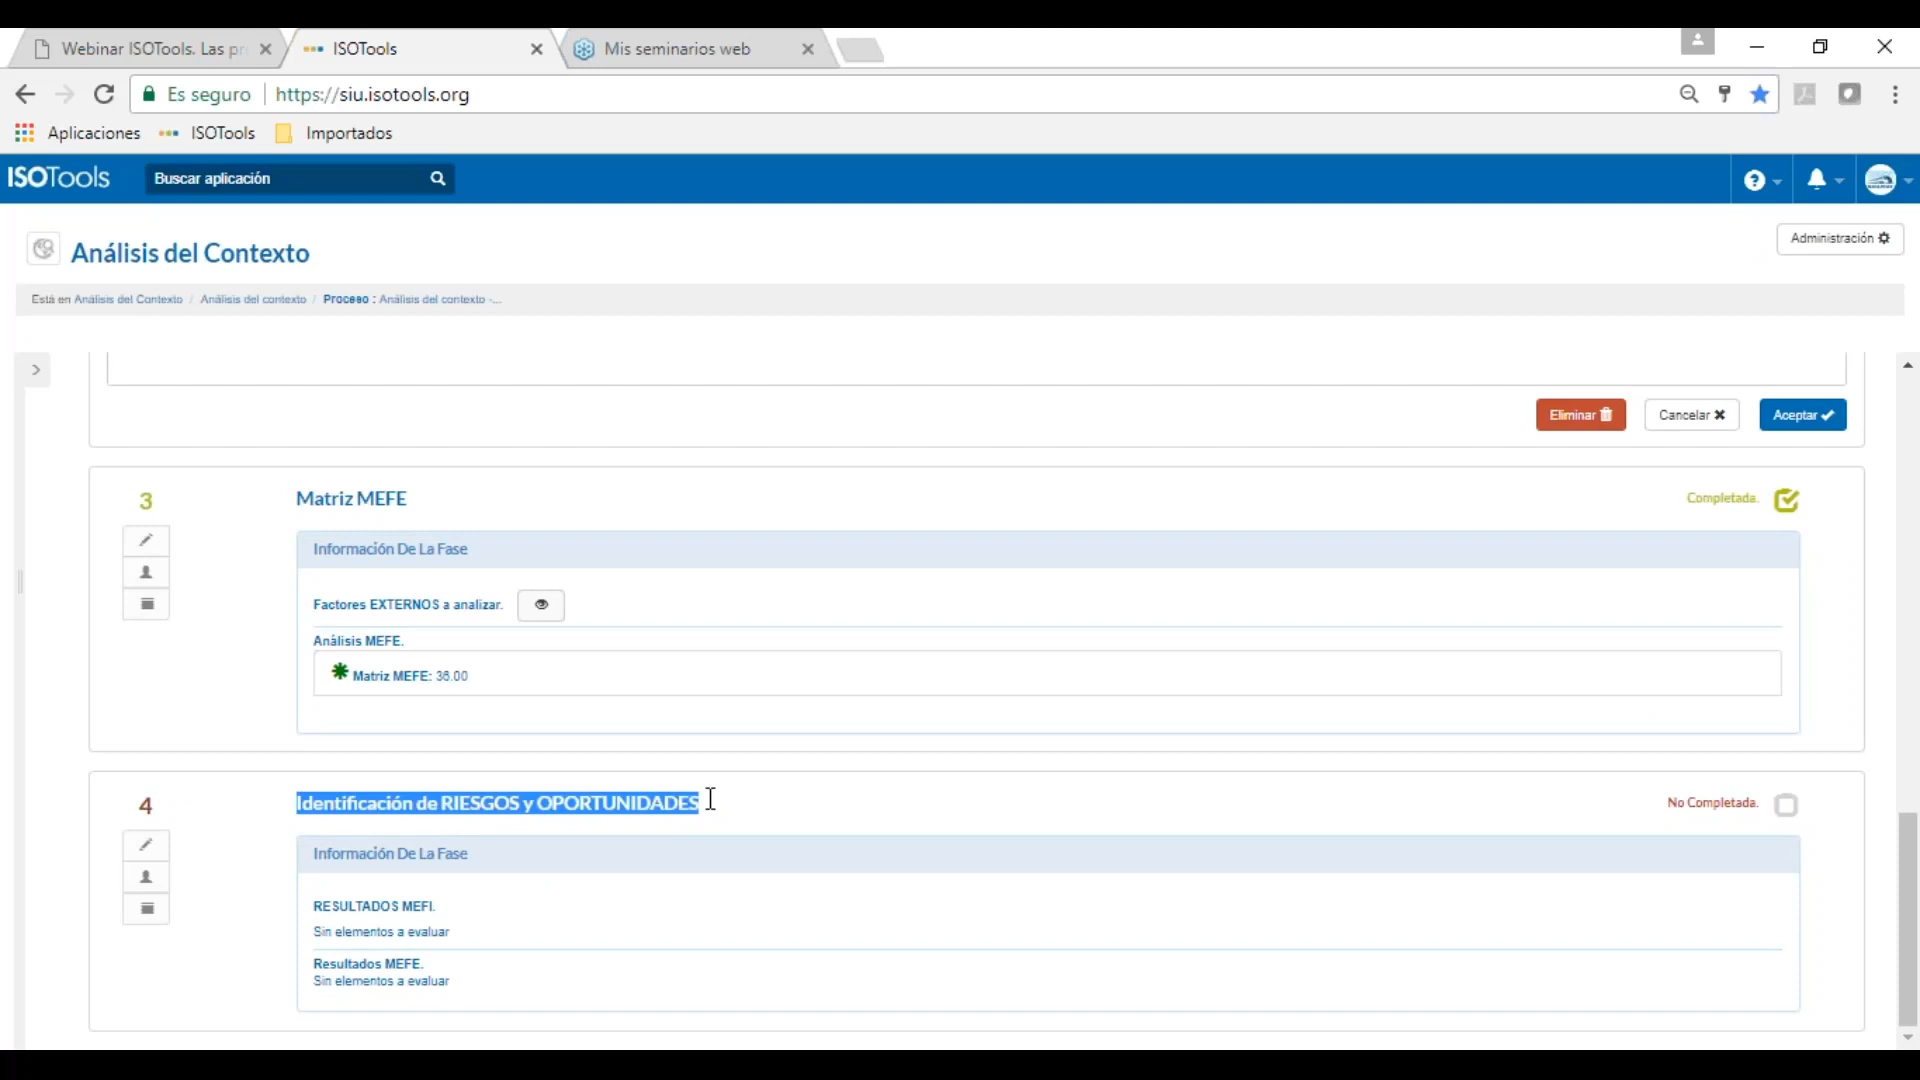 Webinar ISOTools. Las pr
ISOTools
Mis seminarios web
Es seguro
https://siu.isotools.org
Aplicaciones
ISOTools
Importados
ISOTools
Buscar aplicación
Análisis del Contexto
Administración
Está en Análisis del Contexto / Análisis del contexto / Proceso : Análisis del contexto -...
Eliminar
Cancelar
Aceptar
3
Matriz MEFE
Completada.
Información De La Fase
Factores EXTERNOS a analizar.
Análisis MEFE.
Matriz MEFE: 36.00
4
Identificación de RIESGOS y OPORTUNIDADES
No Completada.
Información De La Fase
RESULTADOS MEFI.
Sin elementos a evaluar
Resultados MEFE.
Sin elementos a evaluar